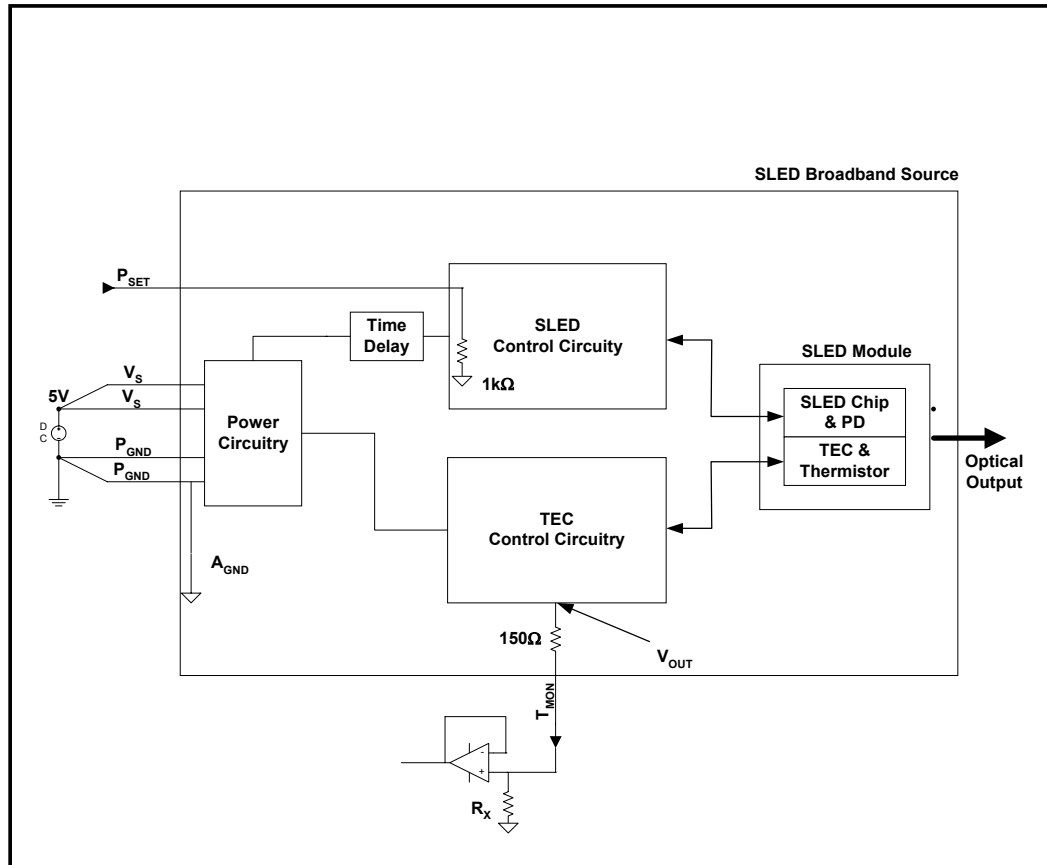 SLED Broadband Source
PSET
Time
Delay
SLED
Control Circuity
1kΩ
SLED Module
SLED Chip
& PD
TEC &
Thermistor
Optical
Output
VS
5V
VS
D
C
PGND
PGND
Power
Circuitry
AGND
TEC
Control Circuitry
150Ω
VOUT
TMON
-
+
RX